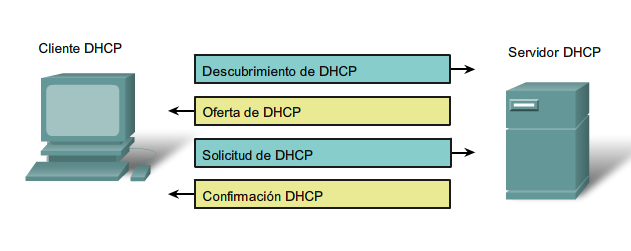 Cliente DHCP
Servidor DHCP
Descubrimiento de DHCP
Oferta de DHCP
Solicitud de DHCP
Confirmación DHCP